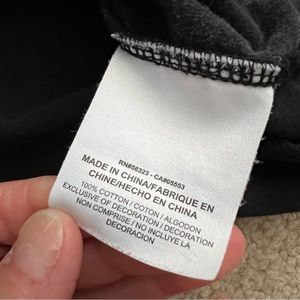 RN#56323 - CA#05553
MADE IN CHINA/FABRIQUE EN
CHINE/HECHO EN CHINA
100% COTTON / COTON / ALGODON
EXCLUSIVE OF DECORATION / DECORATION
NON COMPRISE / NO INCLUYE LA
DECORACION